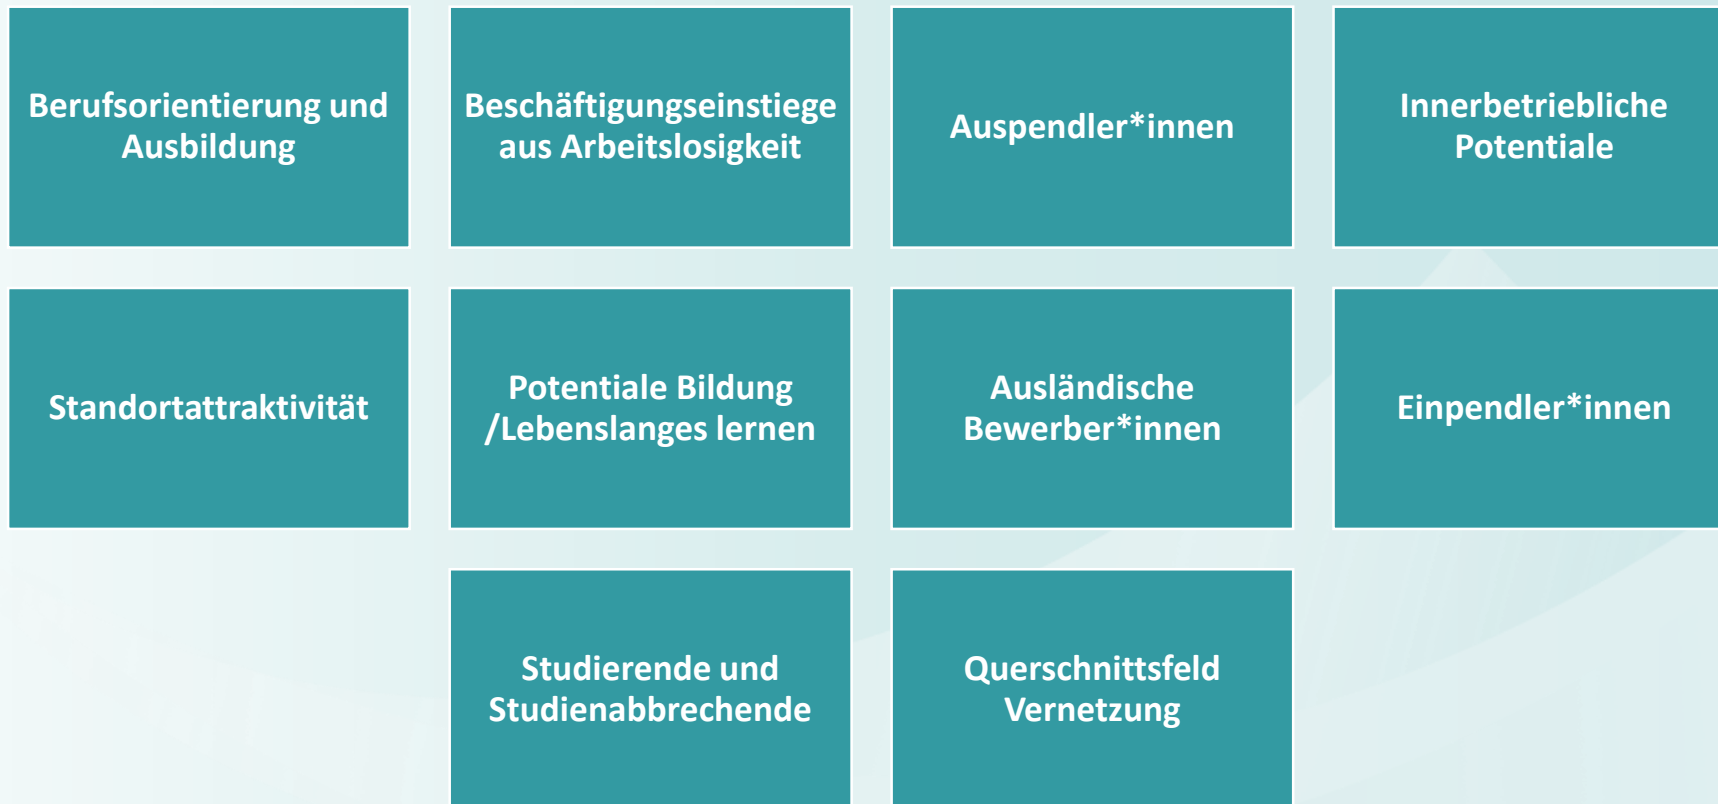 Berufsorientierung und
Ausbildung
Beschäftigungseinstiege
aus Arbeitslosigkeit
Auspendler*innen
Innerbetriebliche
Potentiale
Standortattraktivität
Potentiale Bildung
/Lebenslanges lernen
Ausländische
Bewerber*innen
Einpendler*innen
Studierende und
Studienabbrechende
Querschnittsfeld
Vernetzung